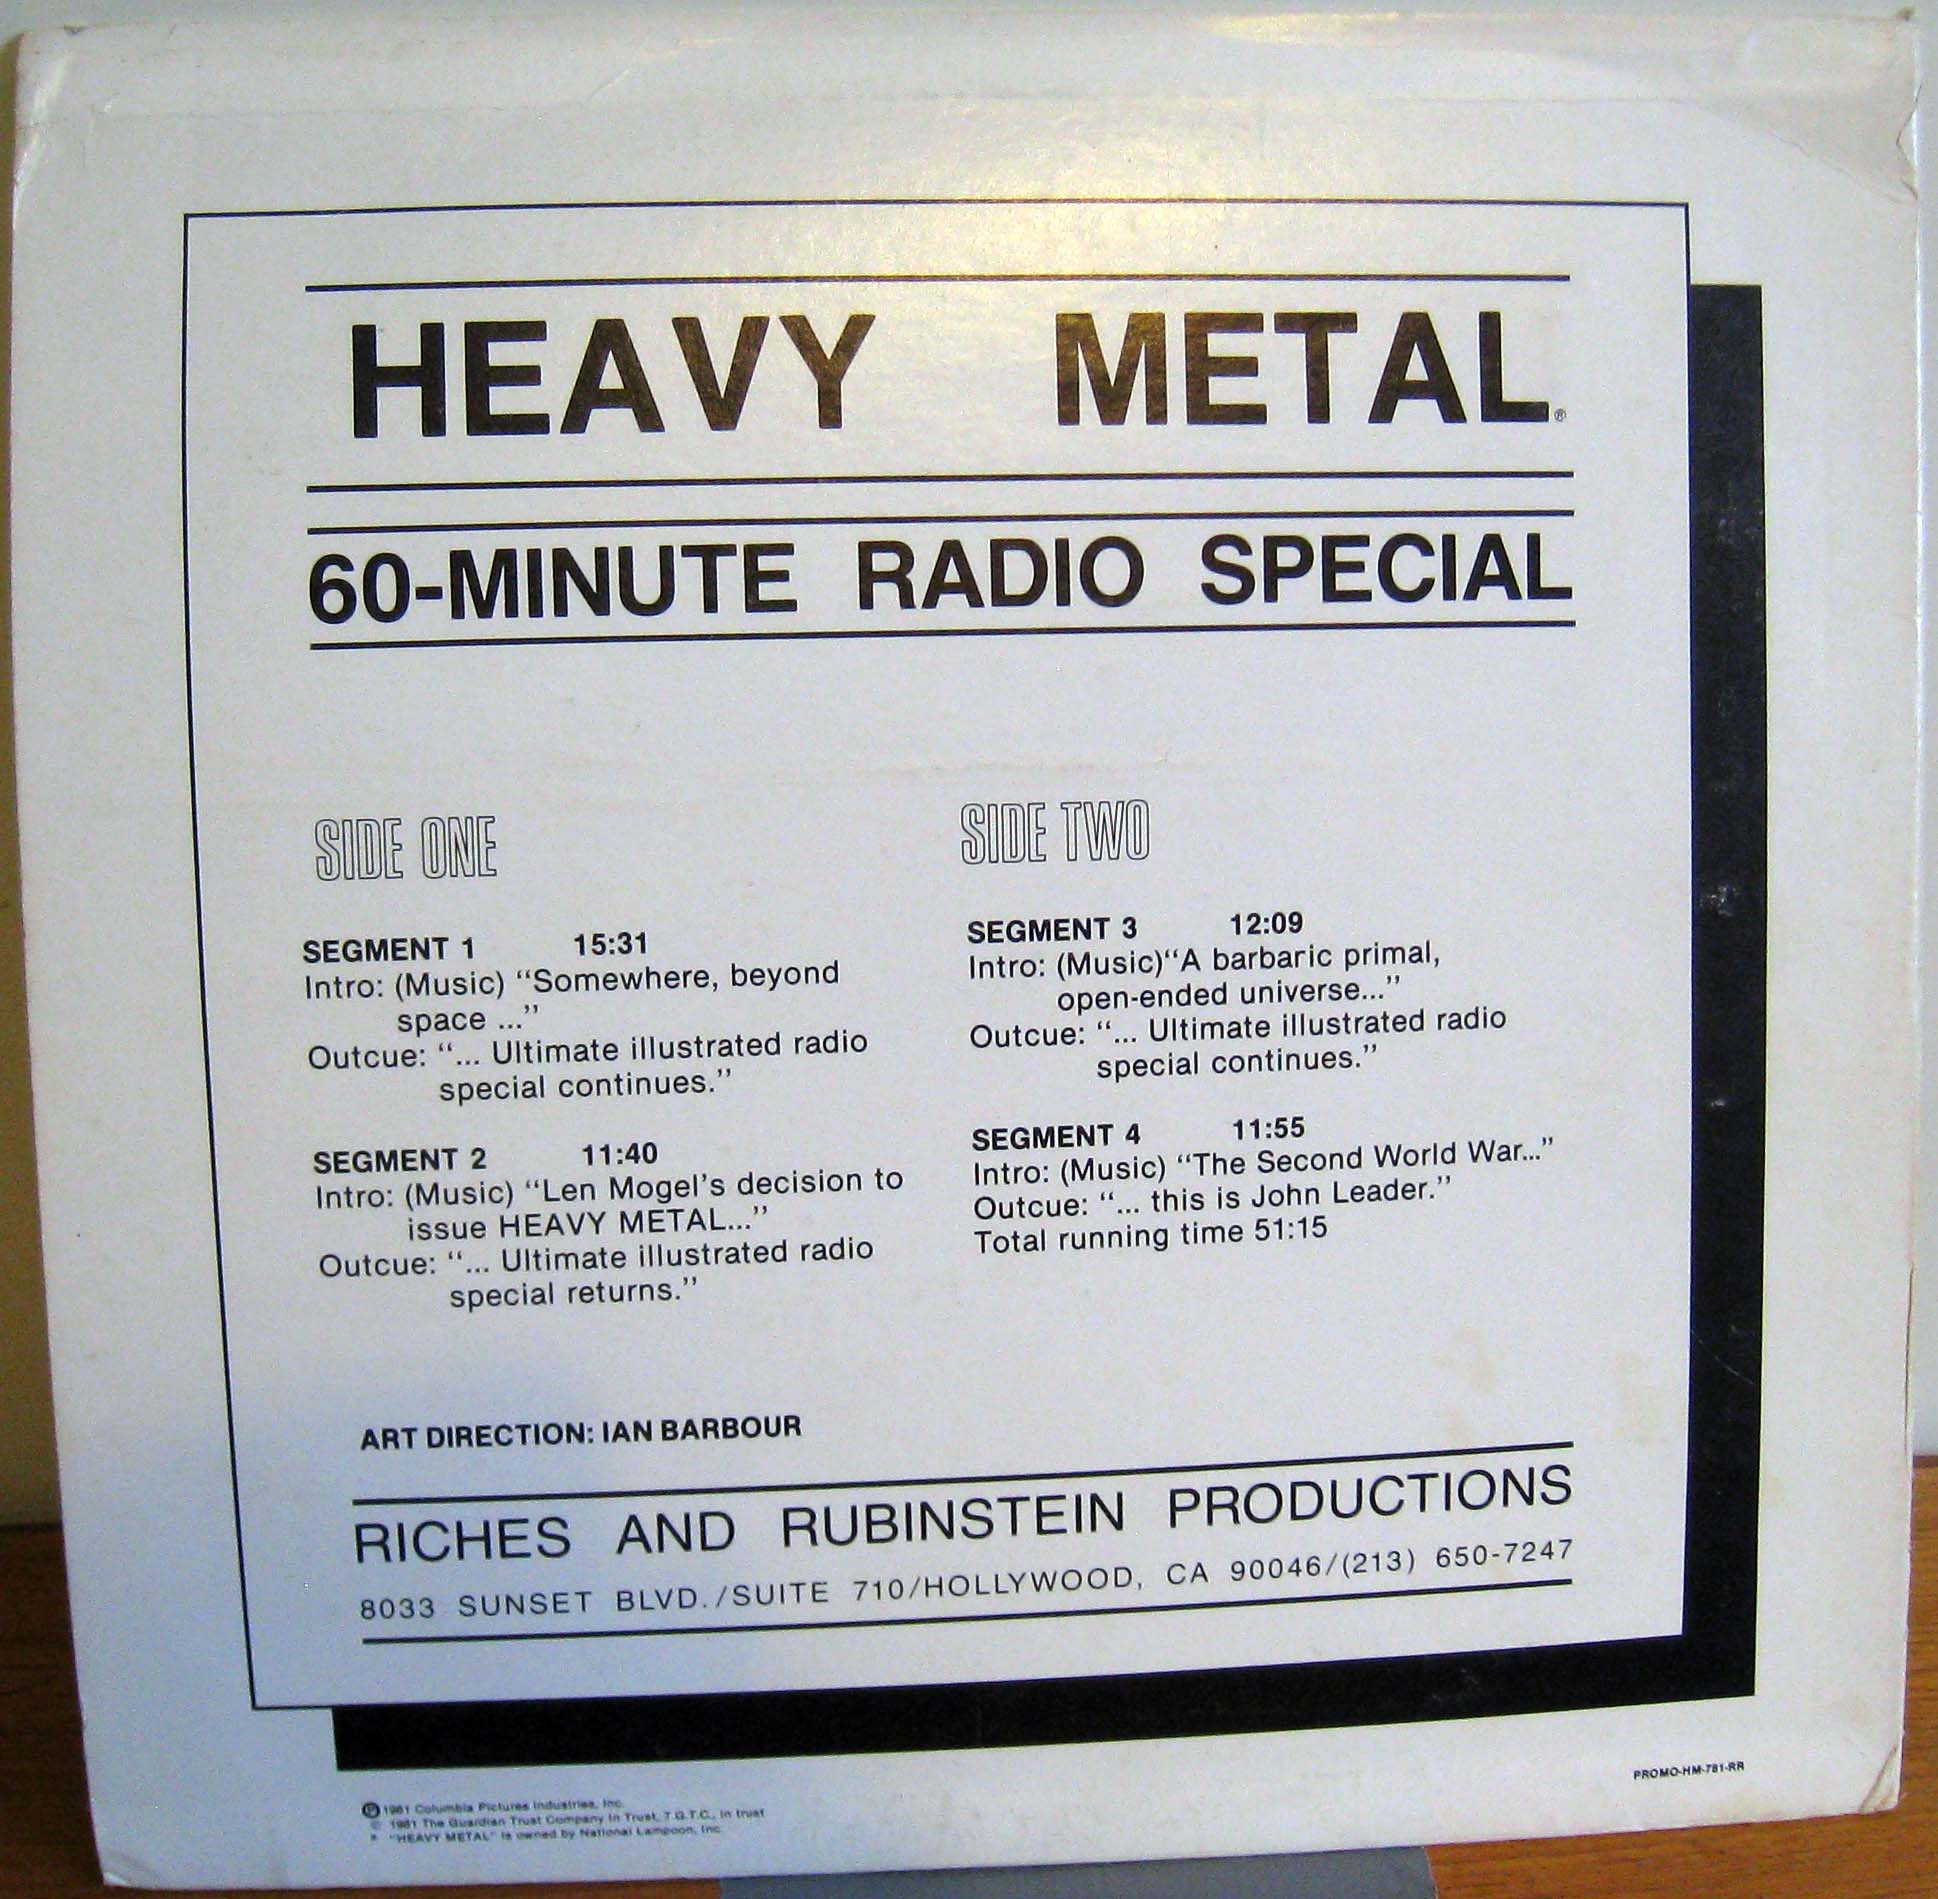 HEAVY METAL®
60-MINUTE RADIO SPECIAL
SIDE ONE
SEGMENT 1 15:31
Intro: (Music) “Somewhere, beyond
space ...”
Outcue: “... Ultimate illustrated radio
special continues.”
SEGMENT 2 11:40
Intro: (Music) “Len Mogel’s decision to
issue HEAVY METAL...”
Outcue: “... Ultimate illustrated radio
special returns.”
SIDE TWO
SEGMENT 3 12:09
Intro: (Music)“A barbaric primal,
open-ended universe...”
Outcue: “... Ultimate illustrated radio
special continues.”
SEGMENT 4 11:55
Intro: (Music) “The Second World War...”
Outcue: “... this is John Leader.”
Total running time 51:15
ART DIRECTION: IAN BARBOUR
RICHES AND RUBINSTEIN PRODUCTIONS
8033 SUNSET BLVD./SUITE 710/HOLLYWOOD, CA 90046/(213) 650-7247
PROMO-HM-781-RR
℗ 1981 Columbia Pictures Industries, Inc.
© 1981 The Guardian Trust Company In Trust, T.G.T.C., in trust
® “HEAVY METAL” is owned by National Lampoon, Inc.